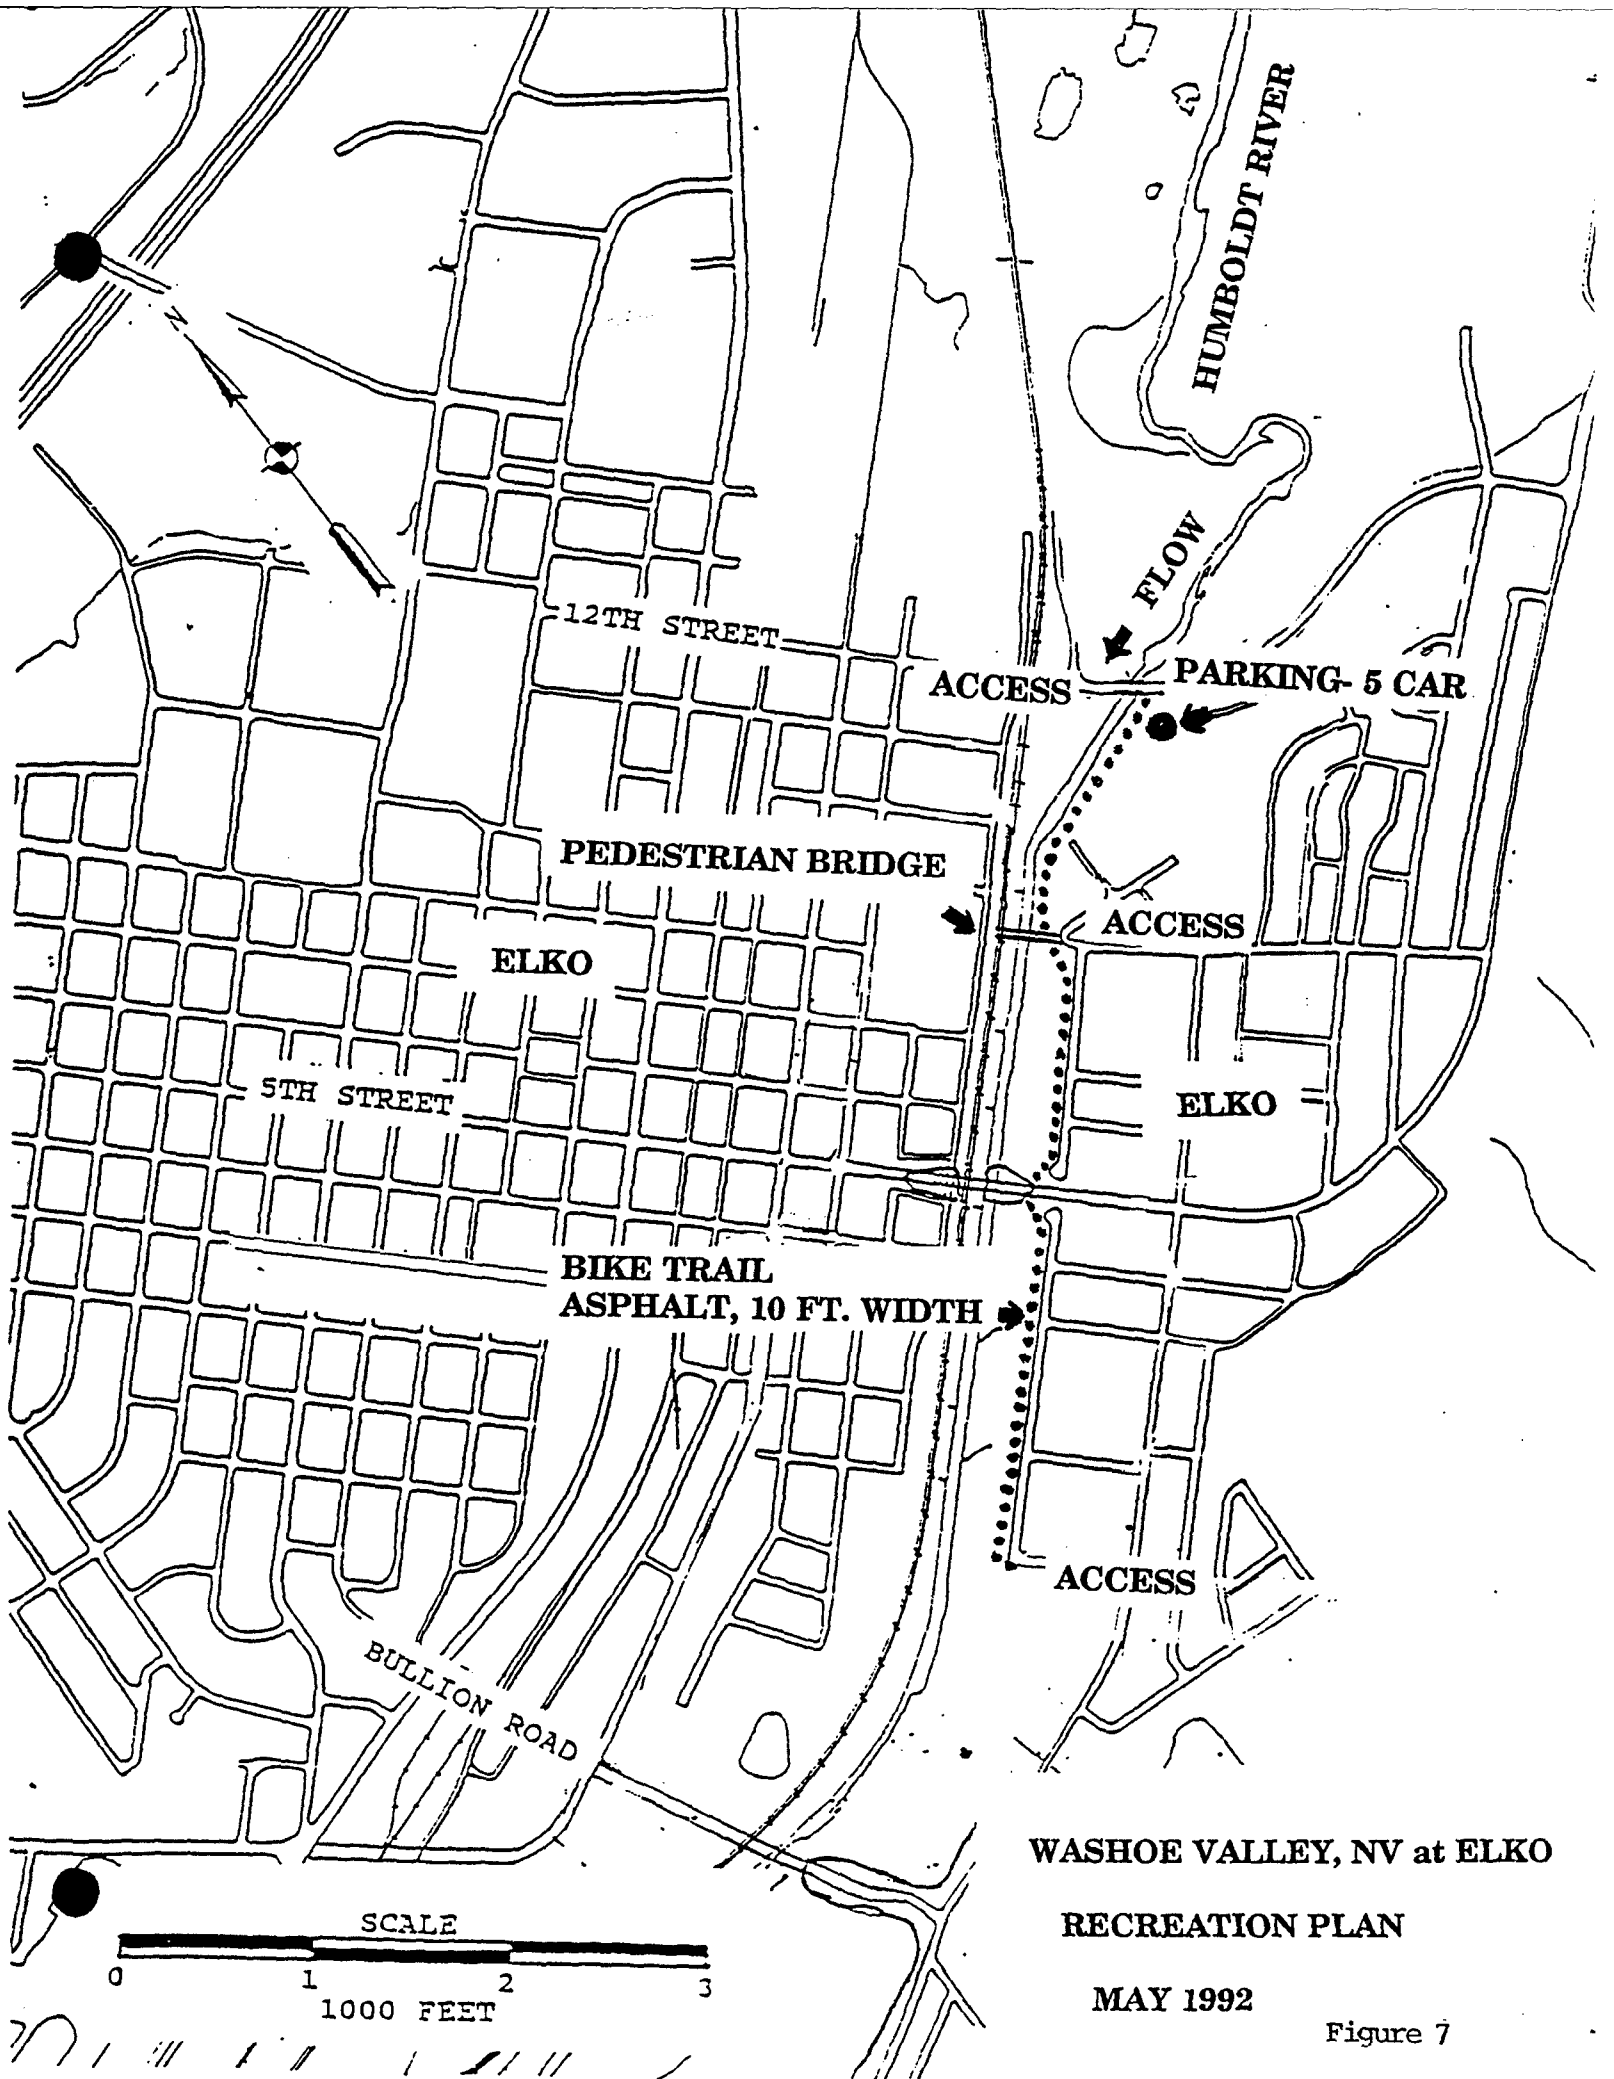 HUMBOLDT RIVER
N
FLOW
12TH STREET
ACCESS
PARKING- 5 CAR
PEDESTRIAN BRIDGE
ACCESS
ELKO
5TH STREET
ELKO
BIKE TRAIL
ASPHALT, 10 FT. WIDTH
ACCESS
BULLION ROAD
WASHOE VALLEY, NV at ELKO
RECREATION PLAN
MAY 1992
Figure 7
SCALE
0 1 2 3
1000 FEET